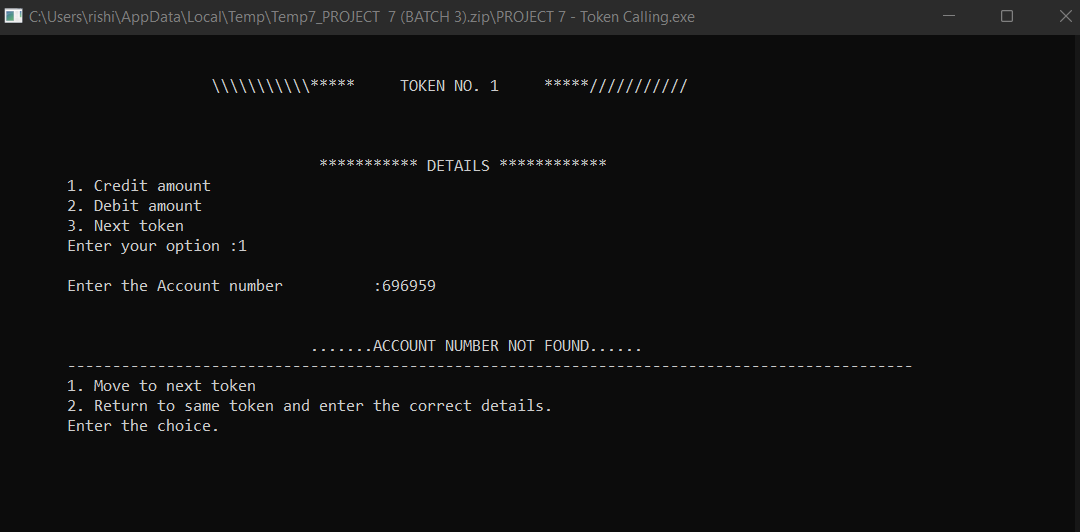 C:\Users\rishi\AppData\Local\Temp\Temp7_PROJECT  7 (BATCH 3).zip\PROJECT 7 - Token Calling.exe
\\\\\\\\\\\*****     TOKEN NO. 1     *****///////////
*********** DETAILS ************
1. Credit amount
2. Debit amount
3. Next token
Enter your option :1
Enter the Account number          :696959
.......ACCOUNT NUMBER NOT FOUND......
----------------------------------------------------------------------------------------------
1. Move to next token
2. Return to same token and enter the correct details.
Enter the choice.